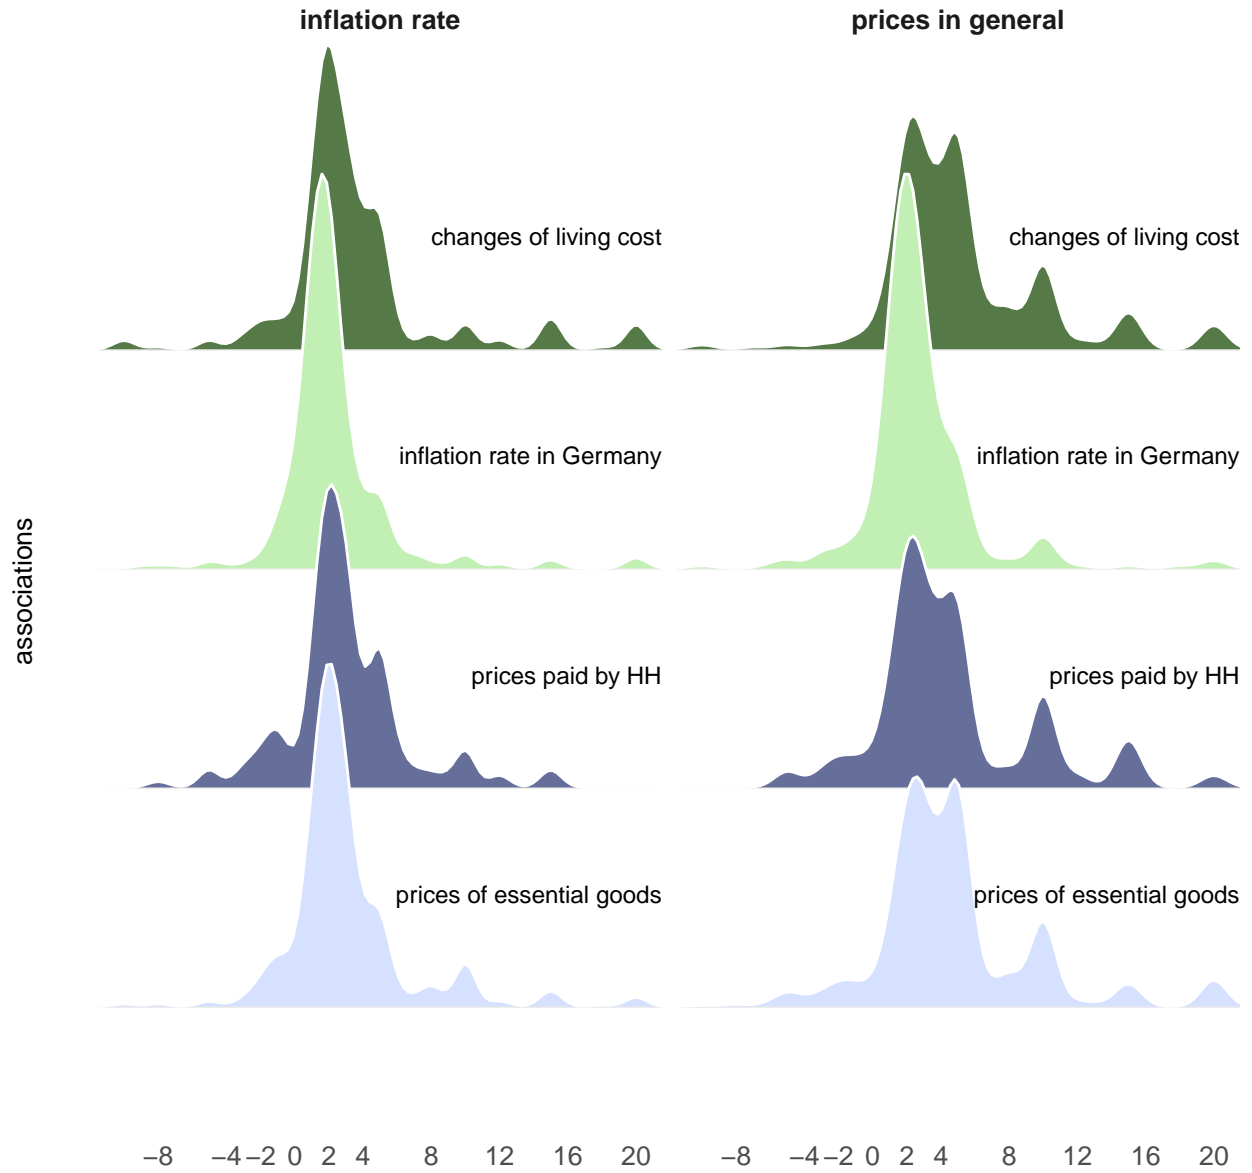 inflation rate prices in general
changes of living cost changes of living cost
inflation rate in Germany inflation rate in Germany
associations
prices paid by HH prices paid by HH
prices of essential goods prices of essential goods
−8 −4 −2 0 2 4 8 12 16 20 −8 −4 −2 0 2 4 8 12 16 20